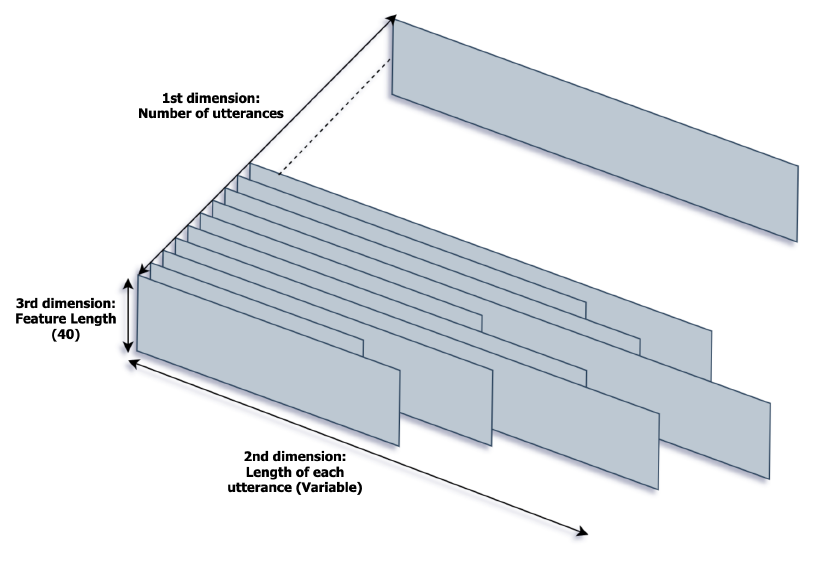 1st dimension:
Number of utterances
3rd dimension:
Feature Length
(40)
2nd dimension:
Length of each
utterance (Variable)